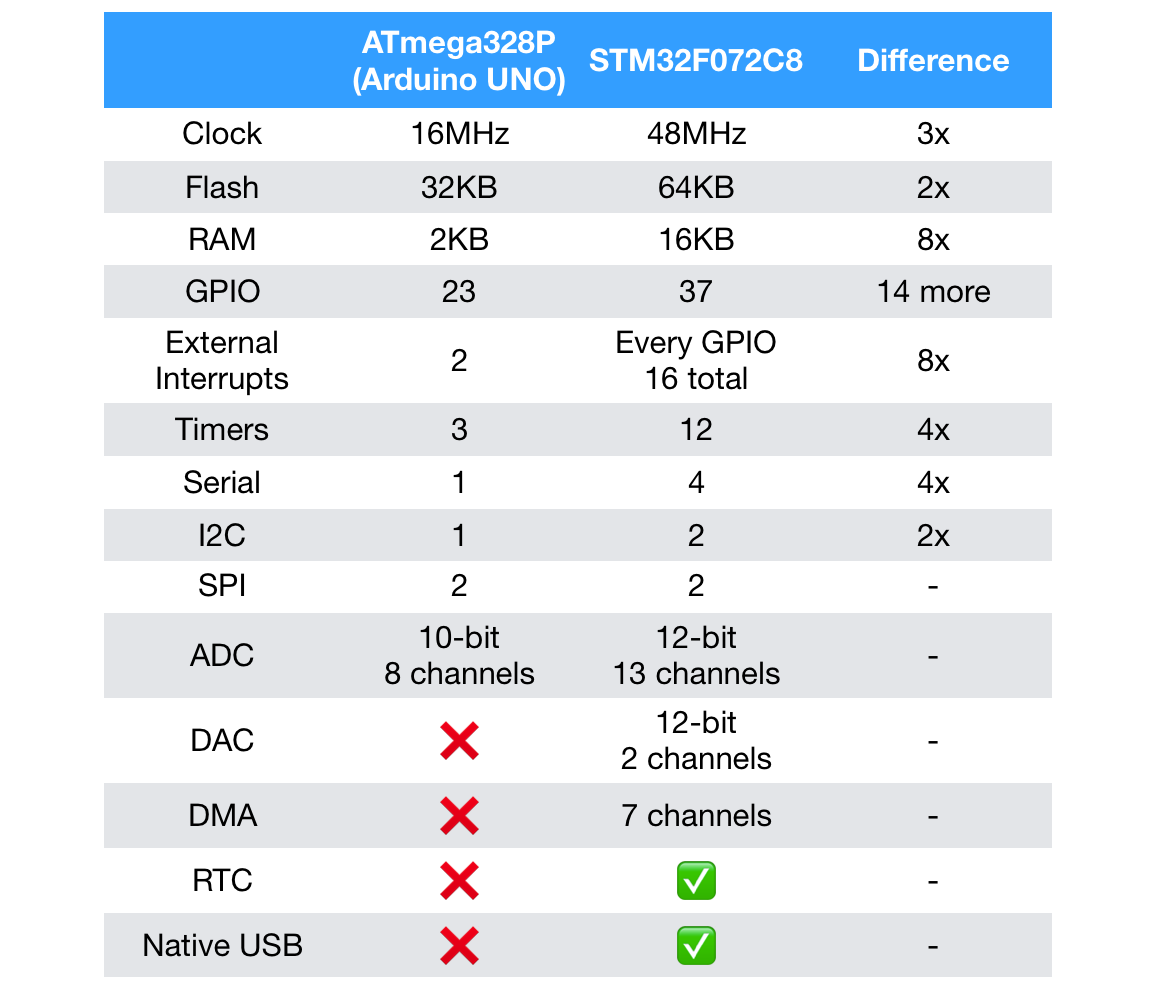 ATmega328P
(Arduino UNO)
STM32F072C8
Difference
Clock 16MHz 48MHz 3x
Flash 32KB 64KB 2x
RAM 2KB 16KB 8x
GPIO 23 37 14 more
External
Interrupts
2
Every GPIO
16 total
8x
Timers 3 12 4x
Serial 1 4 4x
I2C 1 2 2x
SPI 2 2 -
ADC
10-bit
8 channels
12-bit
13 channels
-
DAC ❌
12-bit
2 channels
-
DMA ❌ 7 channels -
RTC ❌ ✅ -
Native USB ❌ ✅ -